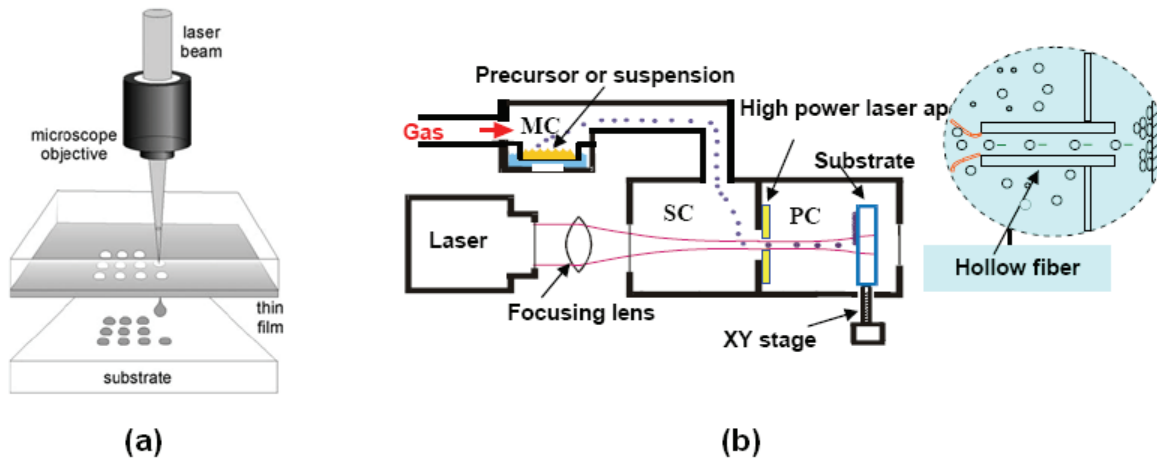 laser
beam
microscope
objective
thin
film
substrate
(a)
Precursor or suspension
High power laser ap
Gas
MC
Substrate
SC
PC
Laser
Hollow fiber
Focusing lens
XY stage
(b)